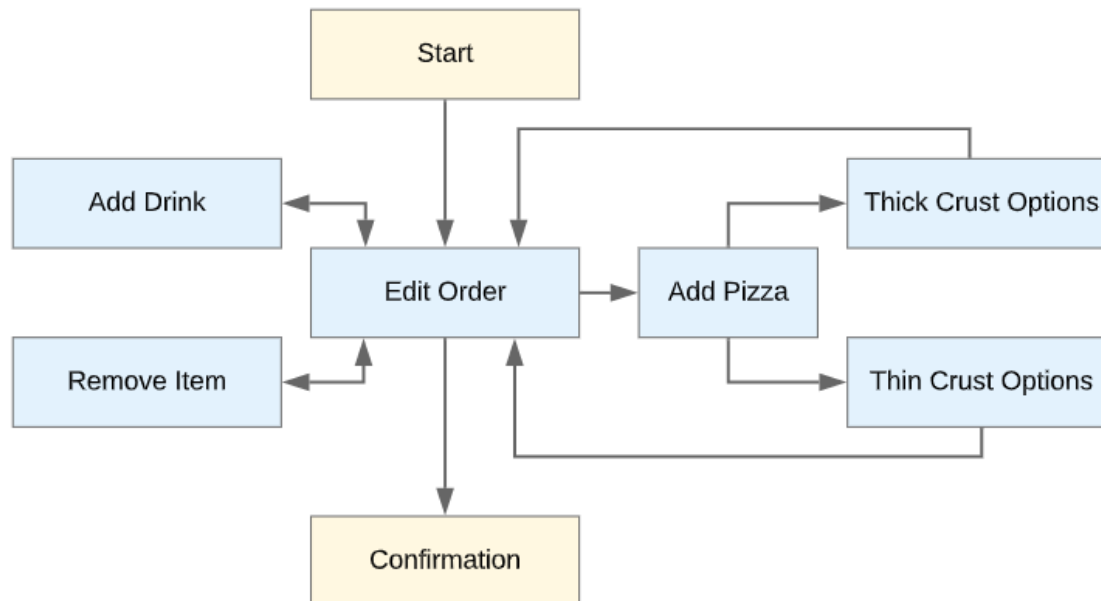 Start
Add Drink
Thick Crust Options
Edit Order
Add Pizza
Remove Item
Thin Crust Options
Confirmation